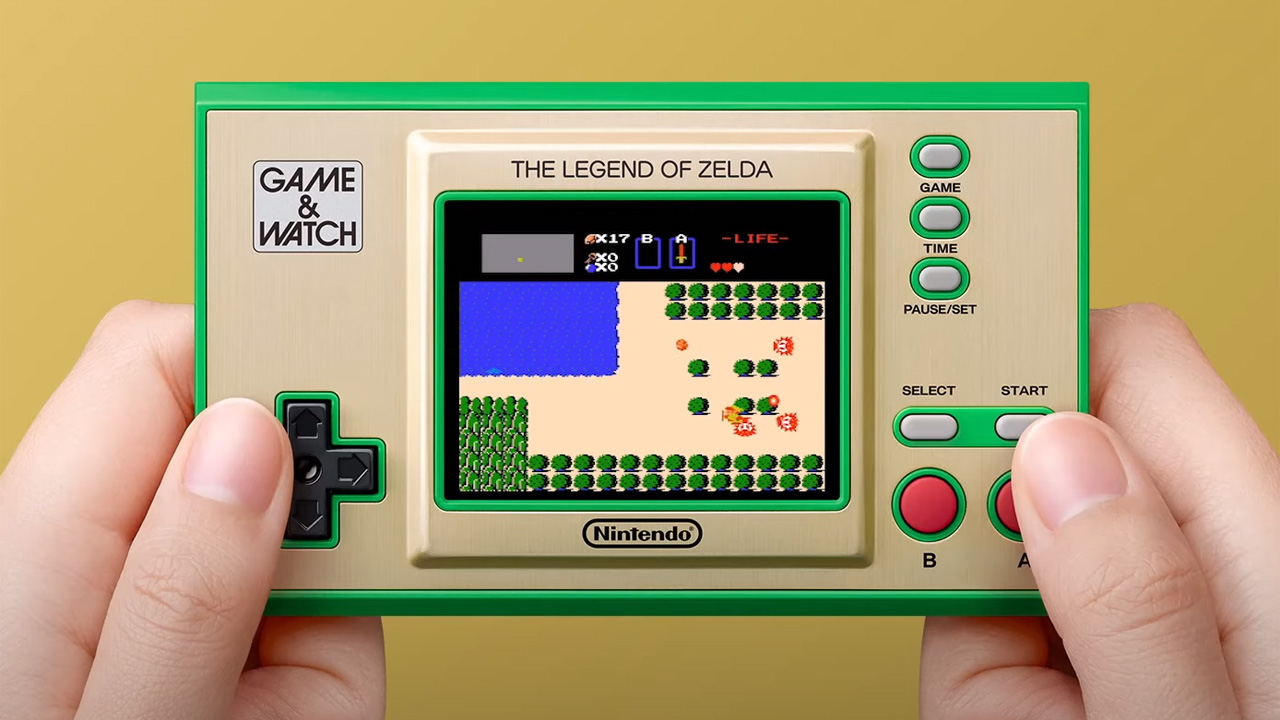 GAME
&
WATCH
THE LEGEND OF ZELDA
X17 B A -LIFE-
X0
X0
Nintendo®
GAME
TIME
PAUSE/SET
SELECT START
B A